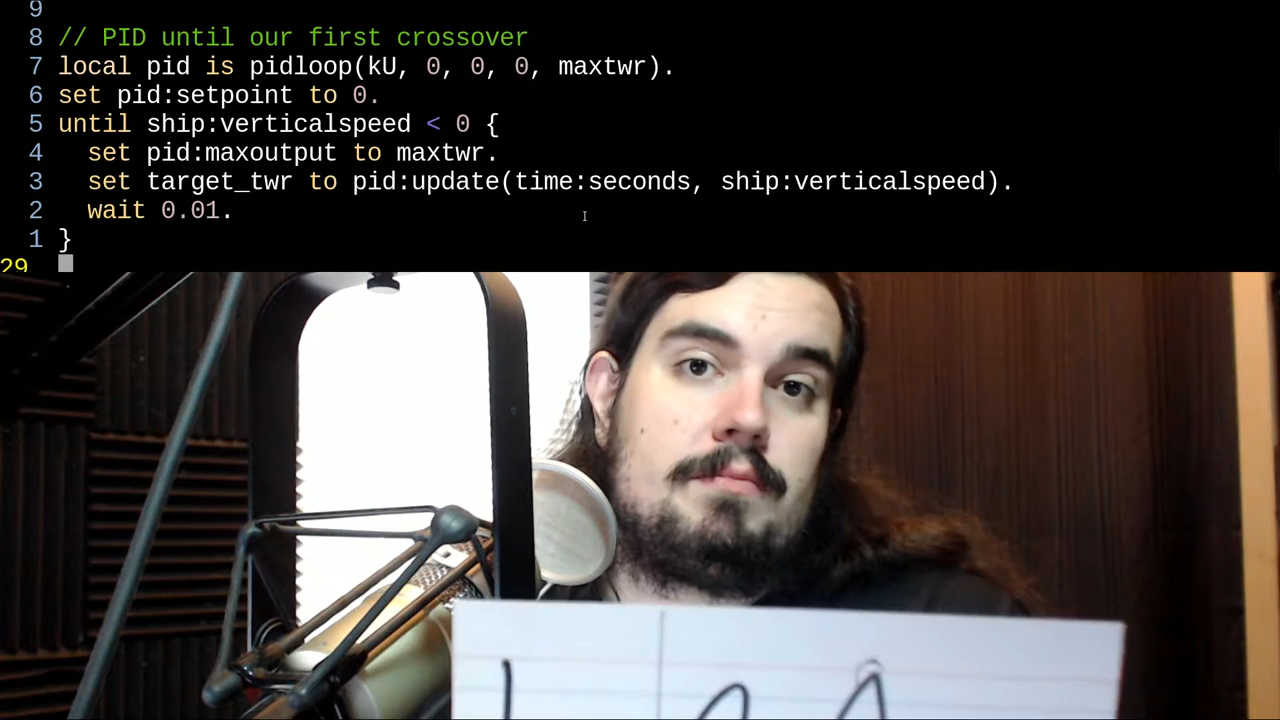 9
8 // PID until our first crossover
7 local pid is pidloop(kU, 0, 0, 0, maxtwr).
6 set pid:setpoint to 0.
5 until ship:verticalspeed < 0 {
4   set pid:maxoutput to maxtwr.
3   set target_twr to pid:update(time:seconds, ship:verticalspeed).
2   wait 0.01.
1 }
29